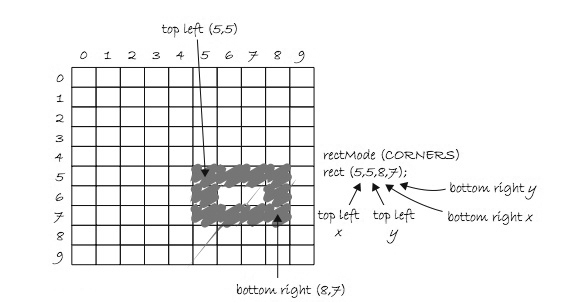 top left (5,5)
0 1 2 3 4 5 6 7 8 9
0
1
2
3
4
5
6
7
8
9
rectMode (CORNERS)
rect (5,5,8,7);
bottom right y
top left x
top left y
bottom right x
bottom right (8,7)